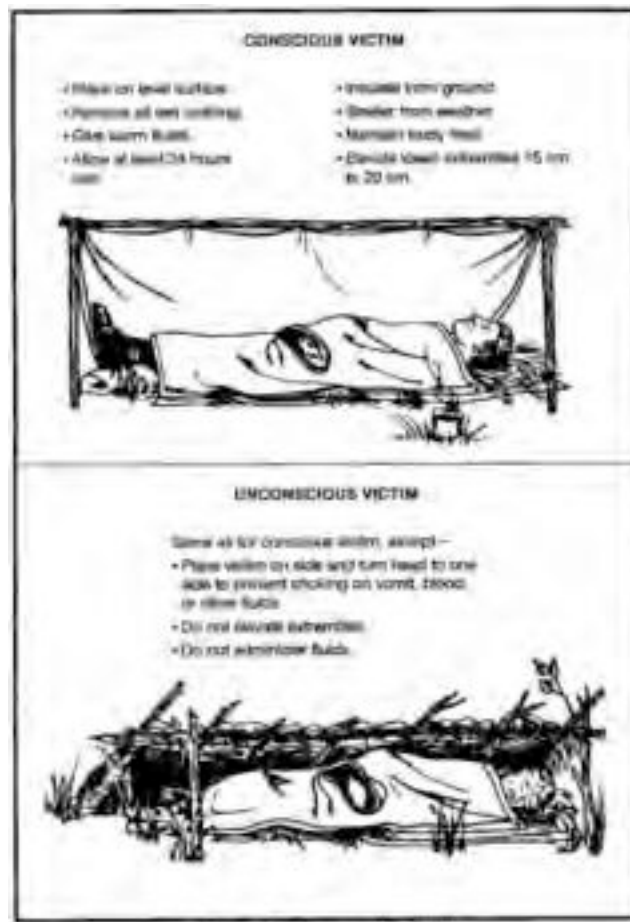 CONSCIOUS VICTIM
• Place on level surface.
• Remove all wet clothing.
• Give warm fluids.
• Allow at least 24 hours
rest.
• Insulate from ground.
• Shelter from weather.
• Maintain body heat.
• Elevate lower extremities 15 cm
to 20 cm.
UNCONSCIOUS VICTIM
Same as for conscious victim, except—
• Place victim on side and turn head to one
side to prevent choking on vomit, blood,
or other fluids.
• Do not elevate extremities.
• Do not administer fluids.